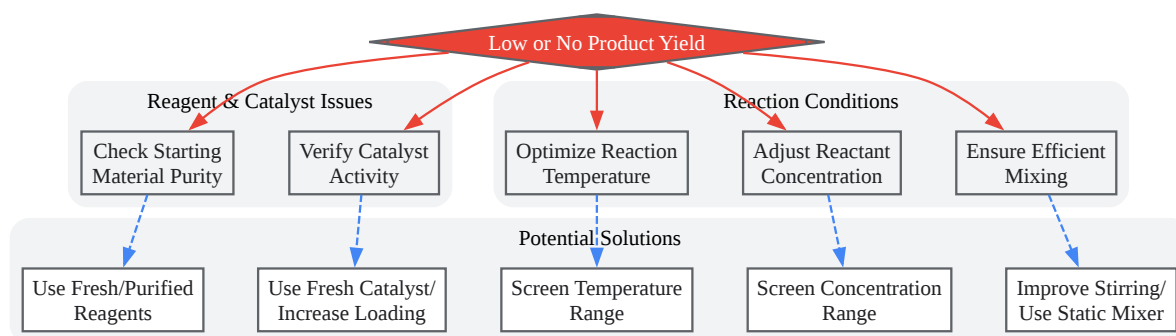 Low or No Product Yield
Reagent & Catalyst Issues
Reaction Conditions
Check Starting
Material Purity
Verify Catalyst
Activity
Optimize Reaction
Temperature
Adjust Reactant
Concentration
Ensure Efficient
Mixing
Potential Solutions
Use Fresh/Purified
Reagents
Use Fresh Catalyst/
Increase Loading
Screen Temperature
Range
Screen Concentration
Range
Improve Stirring/
Use Static Mixer